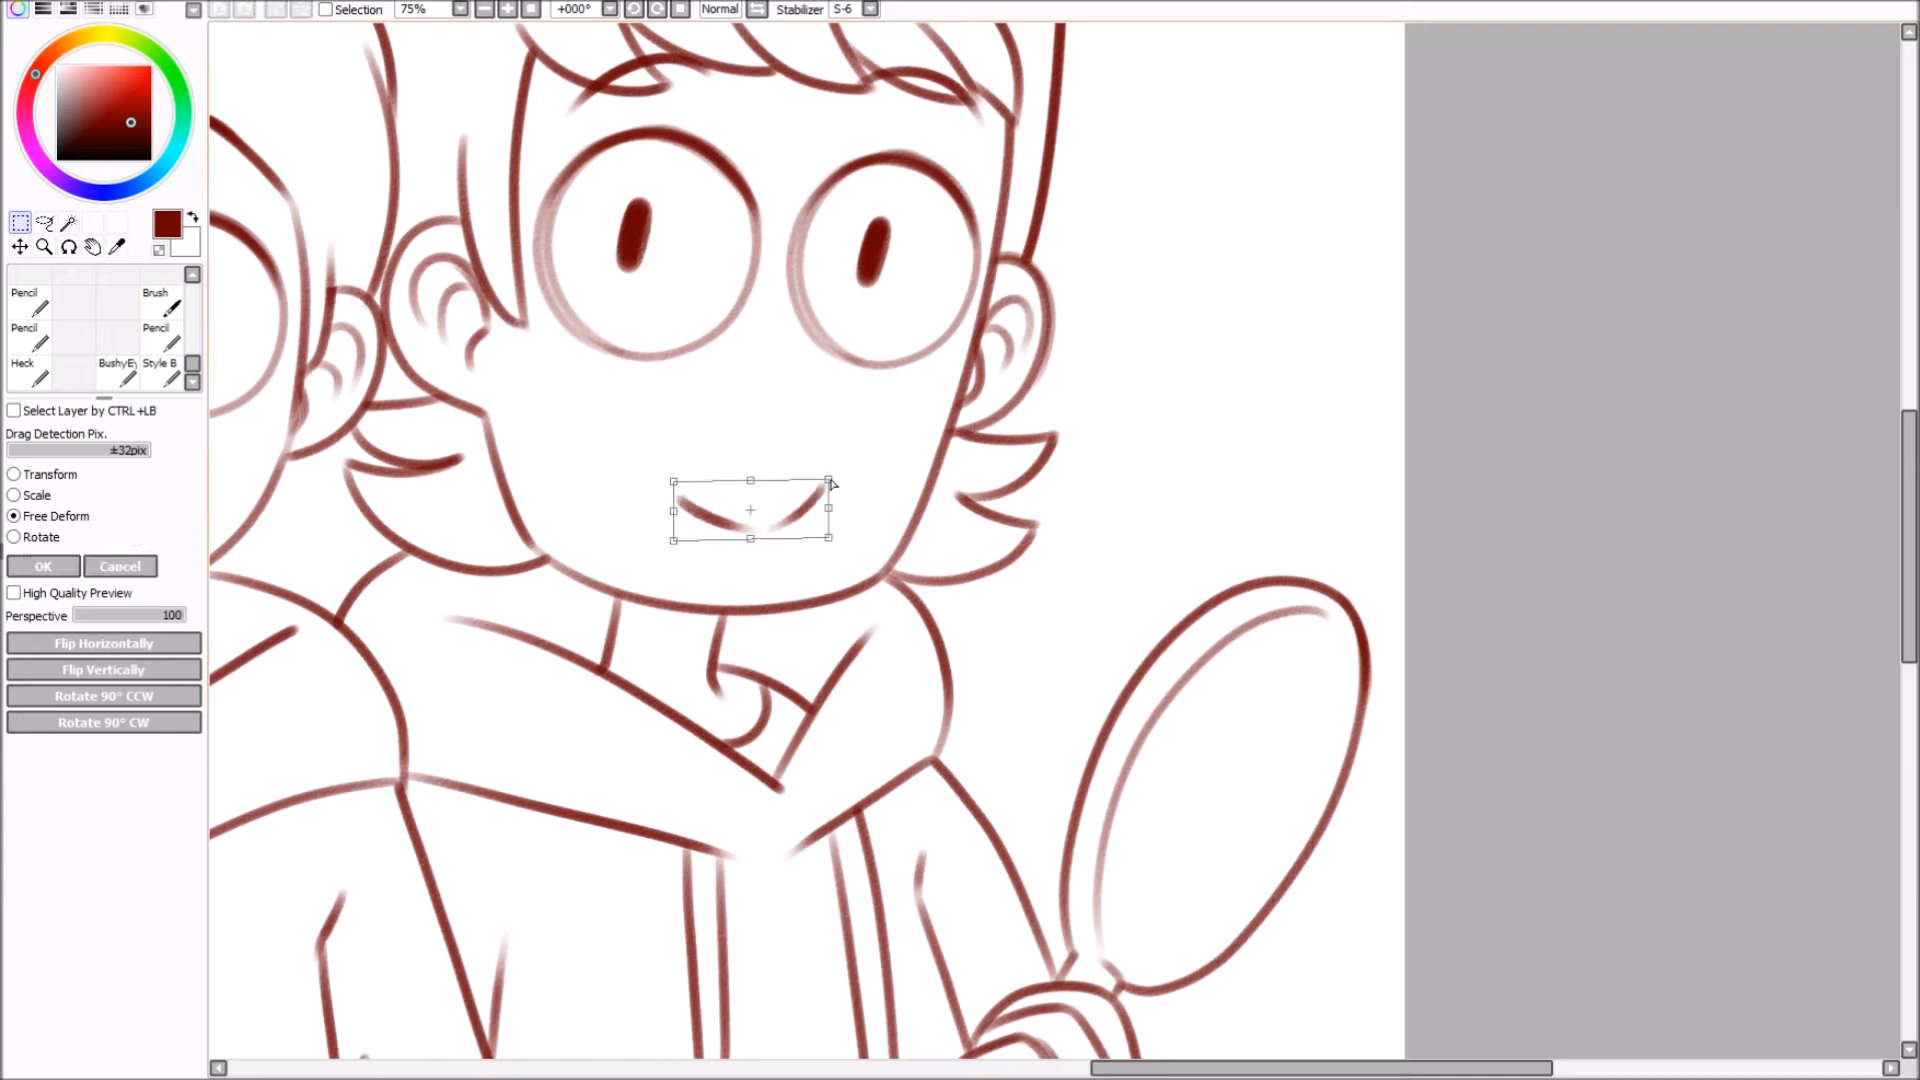 Selection 75% +000° Normal Stabilizer S-6
Pencil Brush
Pencil Pencil
Heck Style B
Select Layer by CTRL+LB
Drag Detection Pix.
±32pix
Transform
Scale
Free Deform
Rotate
OK Cancel
High Quality Preview
Perspective 100
Flip Horizontally
Flip Vertically
Rotate 90° CCW
Rotate 90° CW